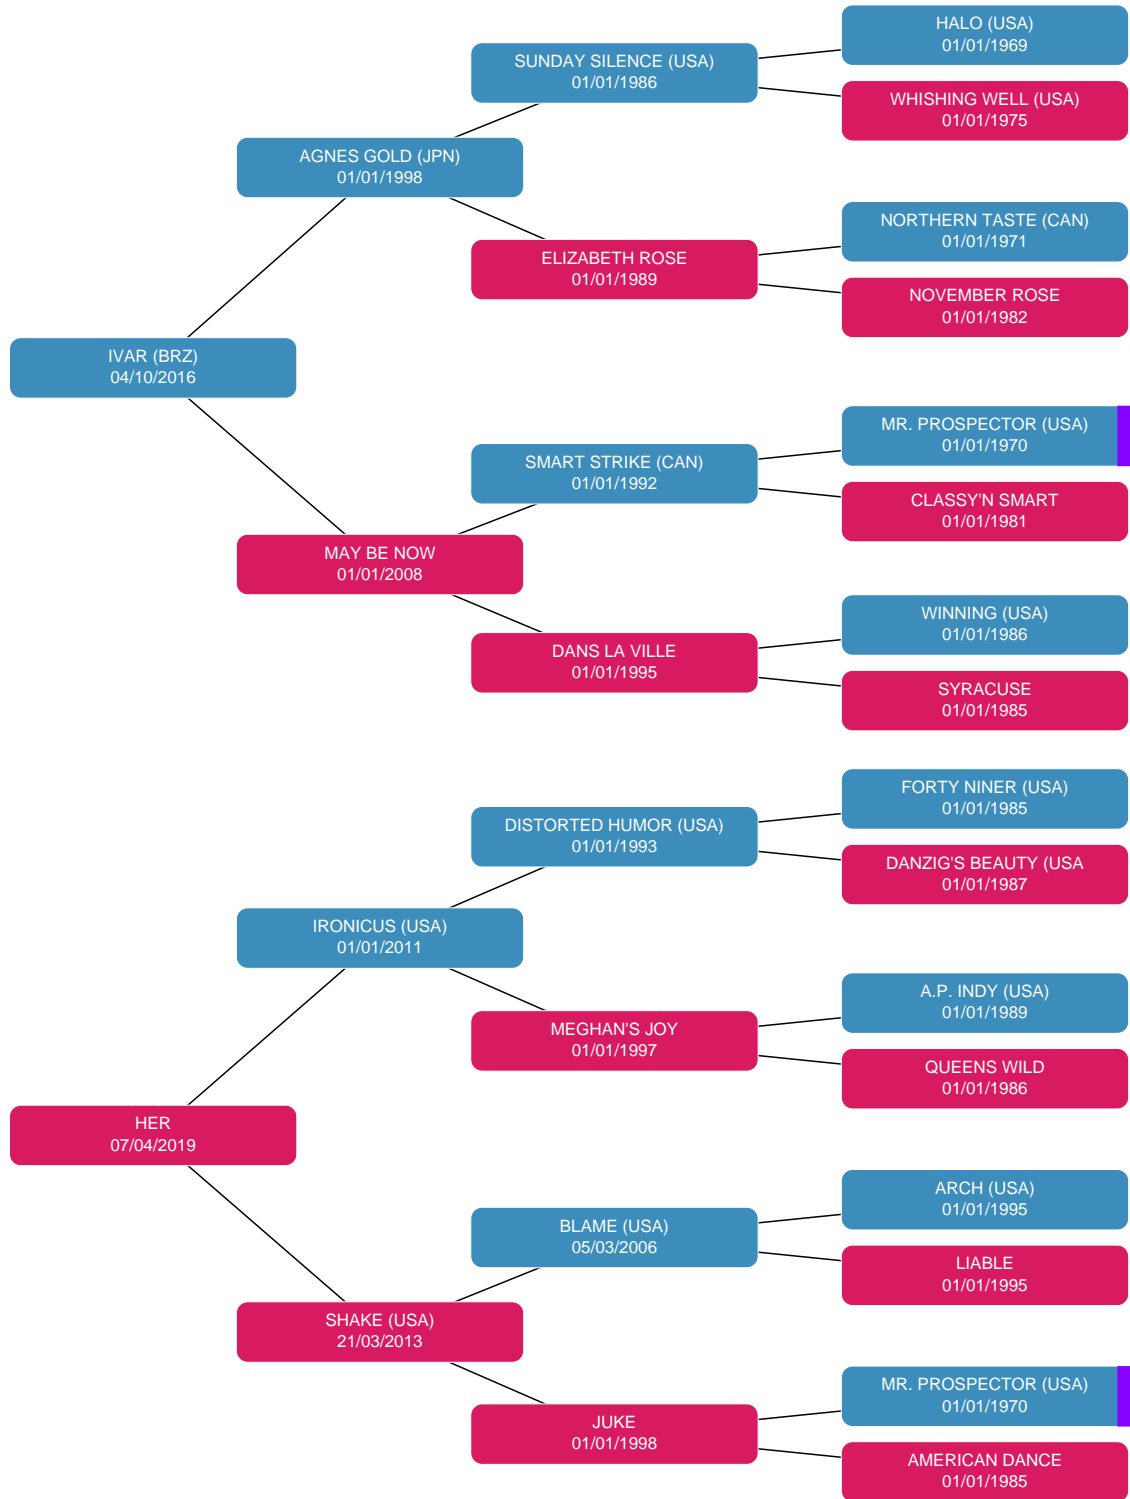 HALO (USA)
01/01/1969
SUNDAY SILENCE (USA)
01/01/1986
WHISHING WELL (USA)
01/01/1975
AGNES GOLD (JPN)
01/01/1998
NORTHERN TASTE (CAN)
01/01/1971
ELIZABETH ROSE
01/01/1989
NOVEMBER ROSE
01/01/1982
IVAR (BRZ)
04/10/2016
MR. PROSPECTOR (USA)
01/01/1970
SMART STRIKE (CAN)
01/01/1992
CLASSY'N SMART
01/01/1981
MAY BE NOW
01/01/2008
WINNING (USA)
01/01/1986
DANS LA VILLE
01/01/1995
SYRACUSE
01/01/1985
FORTY NINER (USA)
01/01/1985
DISTORTED HUMOR (USA)
01/01/1993
DANZIG'S BEAUTY (USA
01/01/1987
IRONICUS (USA)
01/01/2011
A.P. INDY (USA)
01/01/1989
MEGHAN'S JOY
01/01/1997
QUEENS WILD
01/01/1986
HER
07/04/2019
ARCH (USA)
01/01/1995
BLAME (USA)
05/03/2006
LIABLE
01/01/1995
SHAKE (USA)
21/03/2013
MR. PROSPECTOR (USA)
01/01/1970
JUKE
01/01/1998
AMERICAN DANCE
01/01/1985